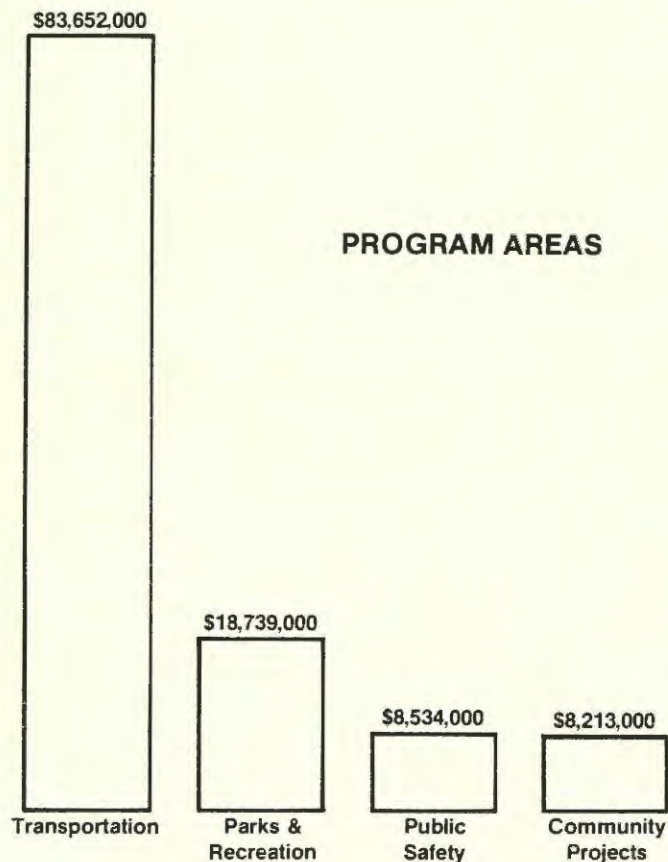 $83,652,000
PROGRAM AREAS
$18,739,000
$8,534,000
$8,213,000
Transportation
Parks &
Recreation
Public
Safety
Community
Projects